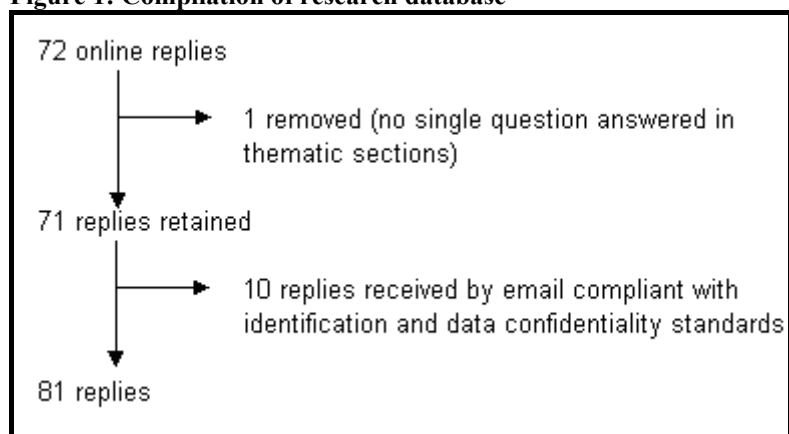 Figure 1: Compilation of research database
72 online replies
1 removed (no single question answered in
thematic sections)
71 replies retained
10 replies received by email compliant with
identification and data confidentiality standards
81 replies